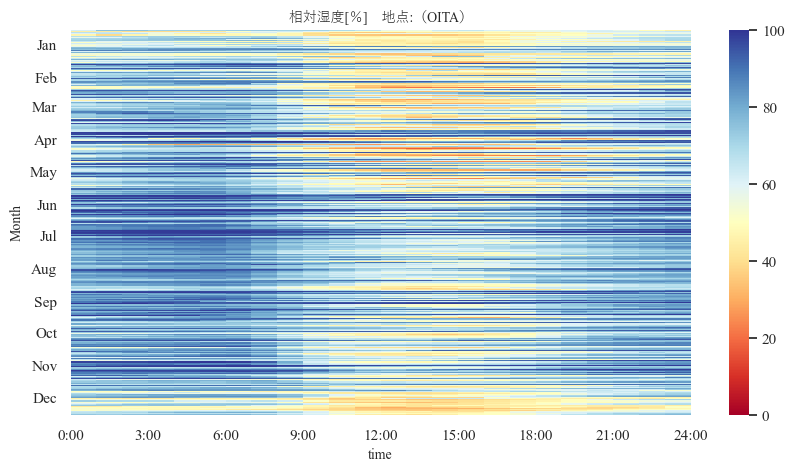 相対湿度[%] 地点:（OITA）
Jan
Feb
Mar
Apr
May
Jun
Jul
Aug
Sep
Oct
Nov
Dec
Month
0:00 3:00 6:00 9:00 12:00 15:00 18:00 21:00 24:00
time
100
80
60
40
20
0